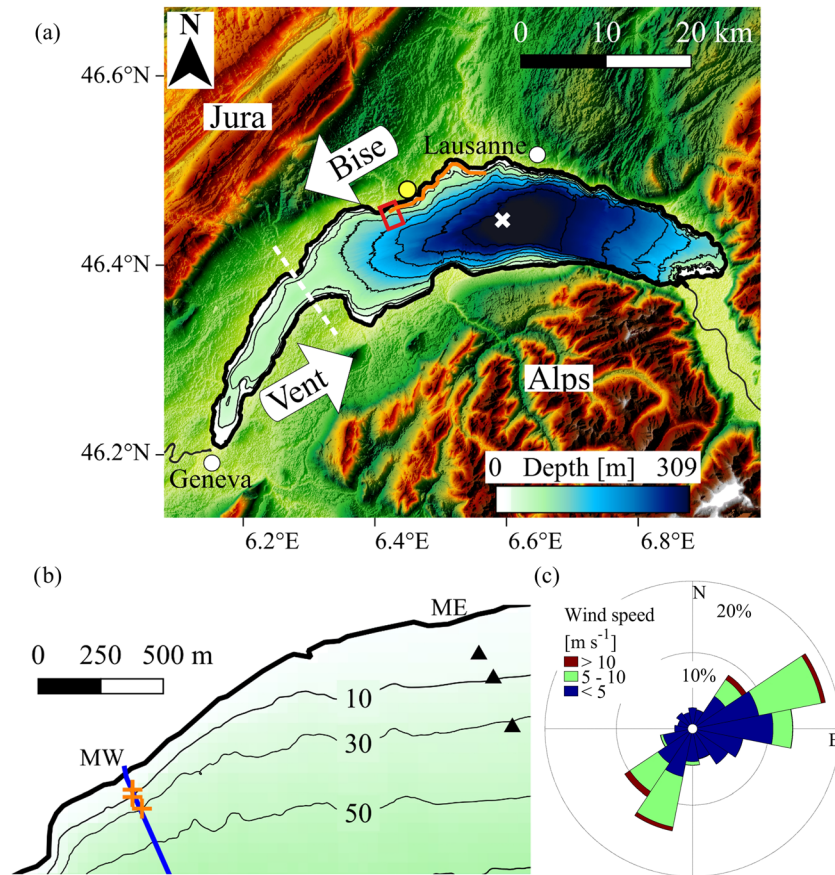 (a)
N
0 10 20 km
46.6°N
Jura
Bise
Lausanne
46.4°N
Vent
Alps
46.2°N
Geneva
0 Depth [m] 309
6.2°E 6.4°E 6.6°E 6.8°E
(b)
ME
0 250 500 m
10
MW
30
50
(c)
N
Wind speed
[m s⁻¹]
> 10
5 - 10
< 5
20%
10%
E